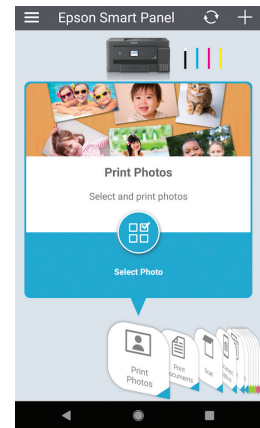 Epson Smart Panel
Print Photos
Select and print photos
Select Photo
Print
Photos
Print
Documents
Scan